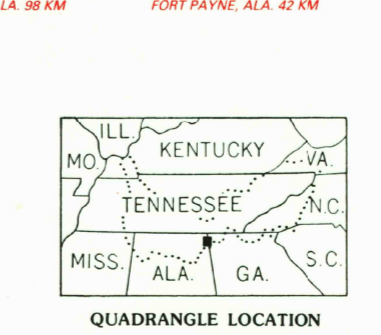 LA. 98 KM FORT PAYNE, ALA. 42 KM
ILL.
KENTUCKY
MO. VA.
TENNESSEE N.C.
MISS. ALA. GA. S.C.
QUADRANGLE LOCATION